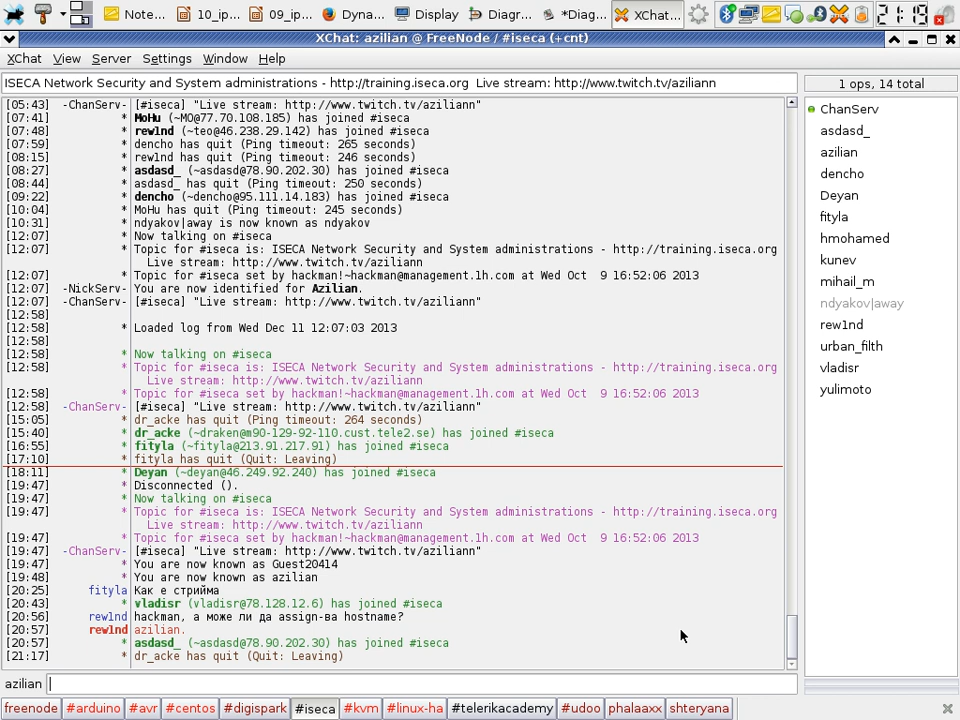 Note...
10_ip...
09_ip...
Dyna...
Display
Diagr...
*Diag...
XChat...
21:19
XChat: azilian @ FreeNode / #iseca (+cnt)
XChat View Server Settings Window Help
ISECA Network Security and System administrations - http://training.iseca.org Live stream: http://www.twitch.tv/aziliann
1 ops, 14 total
[05:43] -ChanServ- [#iseca] "Live stream: http://www.twitch.tv/aziliann"
[07:41] * MoHu (~MO@77.70.108.185) has joined #iseca
[07:48] * rew1nd (~teo@46.238.29.142) has joined #iseca
[07:59] * dencho has quit (Ping timeout: 265 seconds)
[08:15] * rew1nd has quit (Ping timeout: 246 seconds)
[08:27] * asdasd_ (~asdasd@78.90.202.30) has joined #iseca
[08:44] * asdasd_ has quit (Ping timeout: 250 seconds)
[09:22] * dencho (~dencho@95.111.14.183) has joined #iseca
[10:04] * MoHu has quit (Ping timeout: 245 seconds)
[10:31] * ndyakov|away is now known as ndyakov
[12:07] * Now talking on #iseca
[12:07] * Topic for #iseca is: ISECA Network Security and System administrations - http://training.iseca.org
Live stream: http://www.twitch.tv/aziliann
[12:07] * Topic for #iseca set by hackman!~hackman@management.1h.com at Wed Oct 9 16:52:06 2013
[12:07] -NickServ- You are now identified for Azilian.
[12:07] -ChanServ- [#iseca] "Live stream: http://www.twitch.tv/aziliann"
[12:58]
[12:58] * Loaded log from Wed Dec 11 12:07:03 2013
[12:58]
[12:58] * Now talking on #iseca
[12:58] * Topic for #iseca is: ISECA Network Security and System administrations - http://training.iseca.org
Live stream: http://www.twitch.tv/aziliann
[12:58] * Topic for #iseca set by hackman!~hackman@management.1h.com at Wed Oct 9 16:52:06 2013
[12:58] -ChanServ- [#iseca] "Live stream: http://www.twitch.tv/aziliann"
[15:05] * dr_acke has quit (Ping timeout: 264 seconds)
[15:40] * dr_acke (~draken@m90-129-92-110.cust.tele2.se) has joined #iseca
[16:55] * fityla (~fityla@213.91.217.91) has joined #iseca
[17:10] * fityla has quit (Quit: Leaving)
[18:11] * Deyan (~deyan@46.249.92.240) has joined #iseca
[19:47] * Disconnected ().
[19:47] * Now talking on #iseca
[19:47] * Topic for #iseca is: ISECA Network Security and System administrations - http://training.iseca.org
Live stream: http://www.twitch.tv/aziliann
[19:47] * Topic for #iseca set by hackman!~hackman@management.1h.com at Wed Oct 9 16:52:06 2013
[19:47] -ChanServ- [#iseca] "Live stream: http://www.twitch.tv/aziliann"
[19:47] * You are now known as Guest20414
[19:48] * You are now known as azilian
[20:25] fityla Как е стрийма
[20:43] * vladisr (vladisr@78.128.12.6) has joined #iseca
[20:56] rew1nd hackman, а може ли да assign-ва hostname?
[20:57] rew1nd azilian.
[20:57] * asdasd_ (~asdasd@78.90.202.30) has joined #iseca
[21:17] * dr_acke has quit (Quit: Leaving)
ChanServ
asdasd_
azilian
dencho
Deyan
fityla
hackman
hmohamed
kunev
mihail_m
ndyakov|away
rew1nd
urban_filth
vladisr
yulimoto
azilian
freenode #arduino #avr #centos #digispark #iseca #kvm #linux-ha #telerikacademy #udoo phalaaxx shteryana